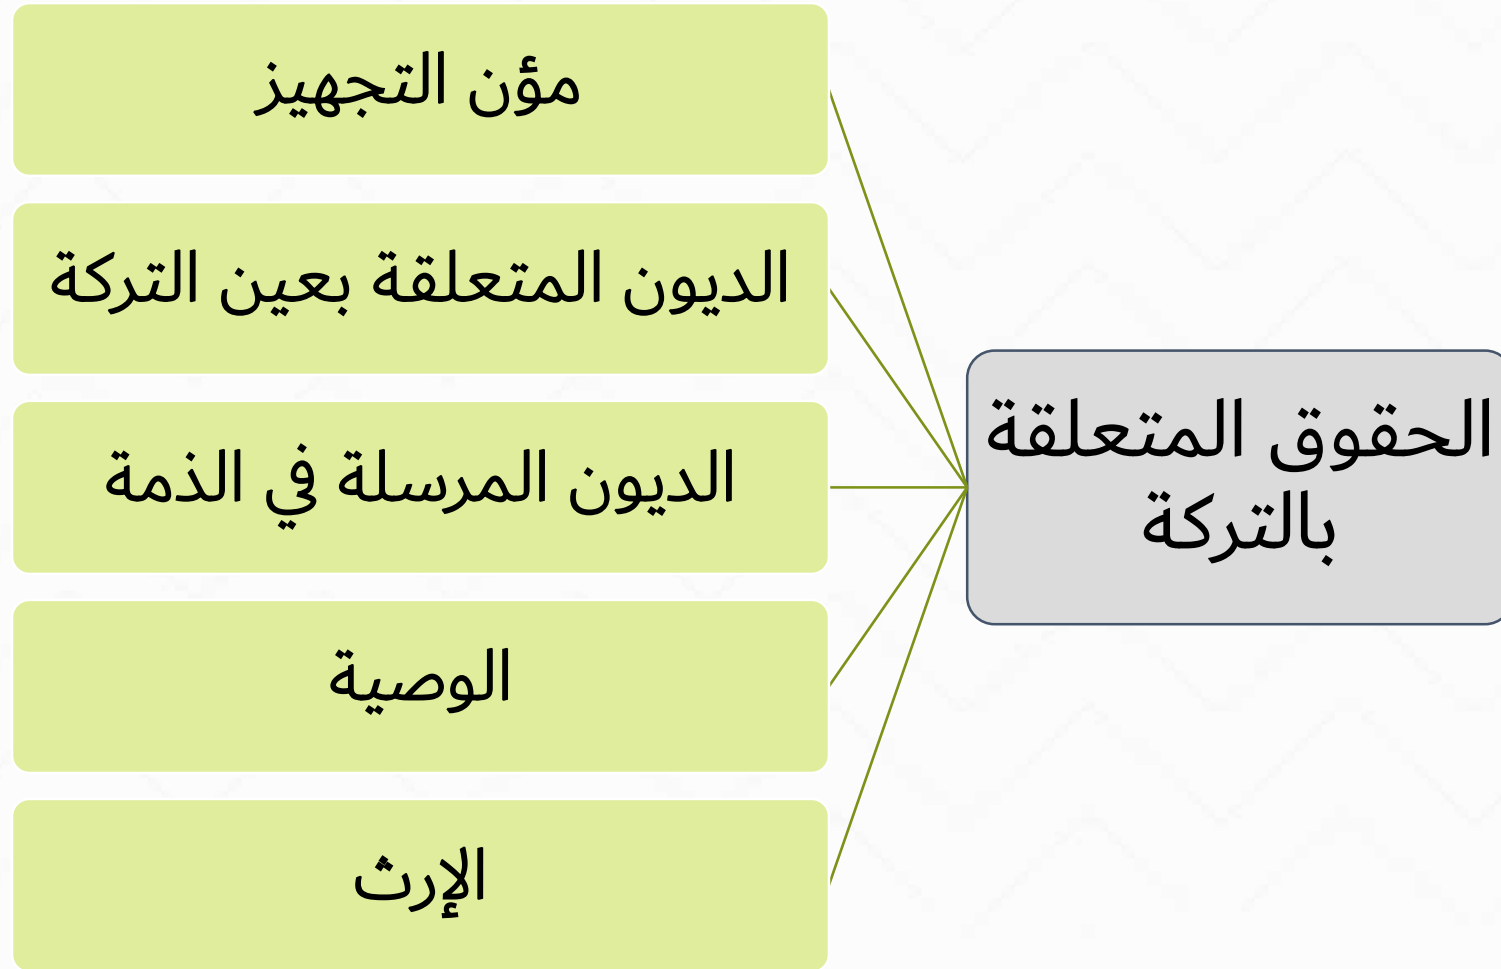 الحقوق المتعلقة
بالتركة
مؤن التجهيز
الديون المتعلقة بعين التركة
الديون المرسلة في الذمة
الوصية
الإرث